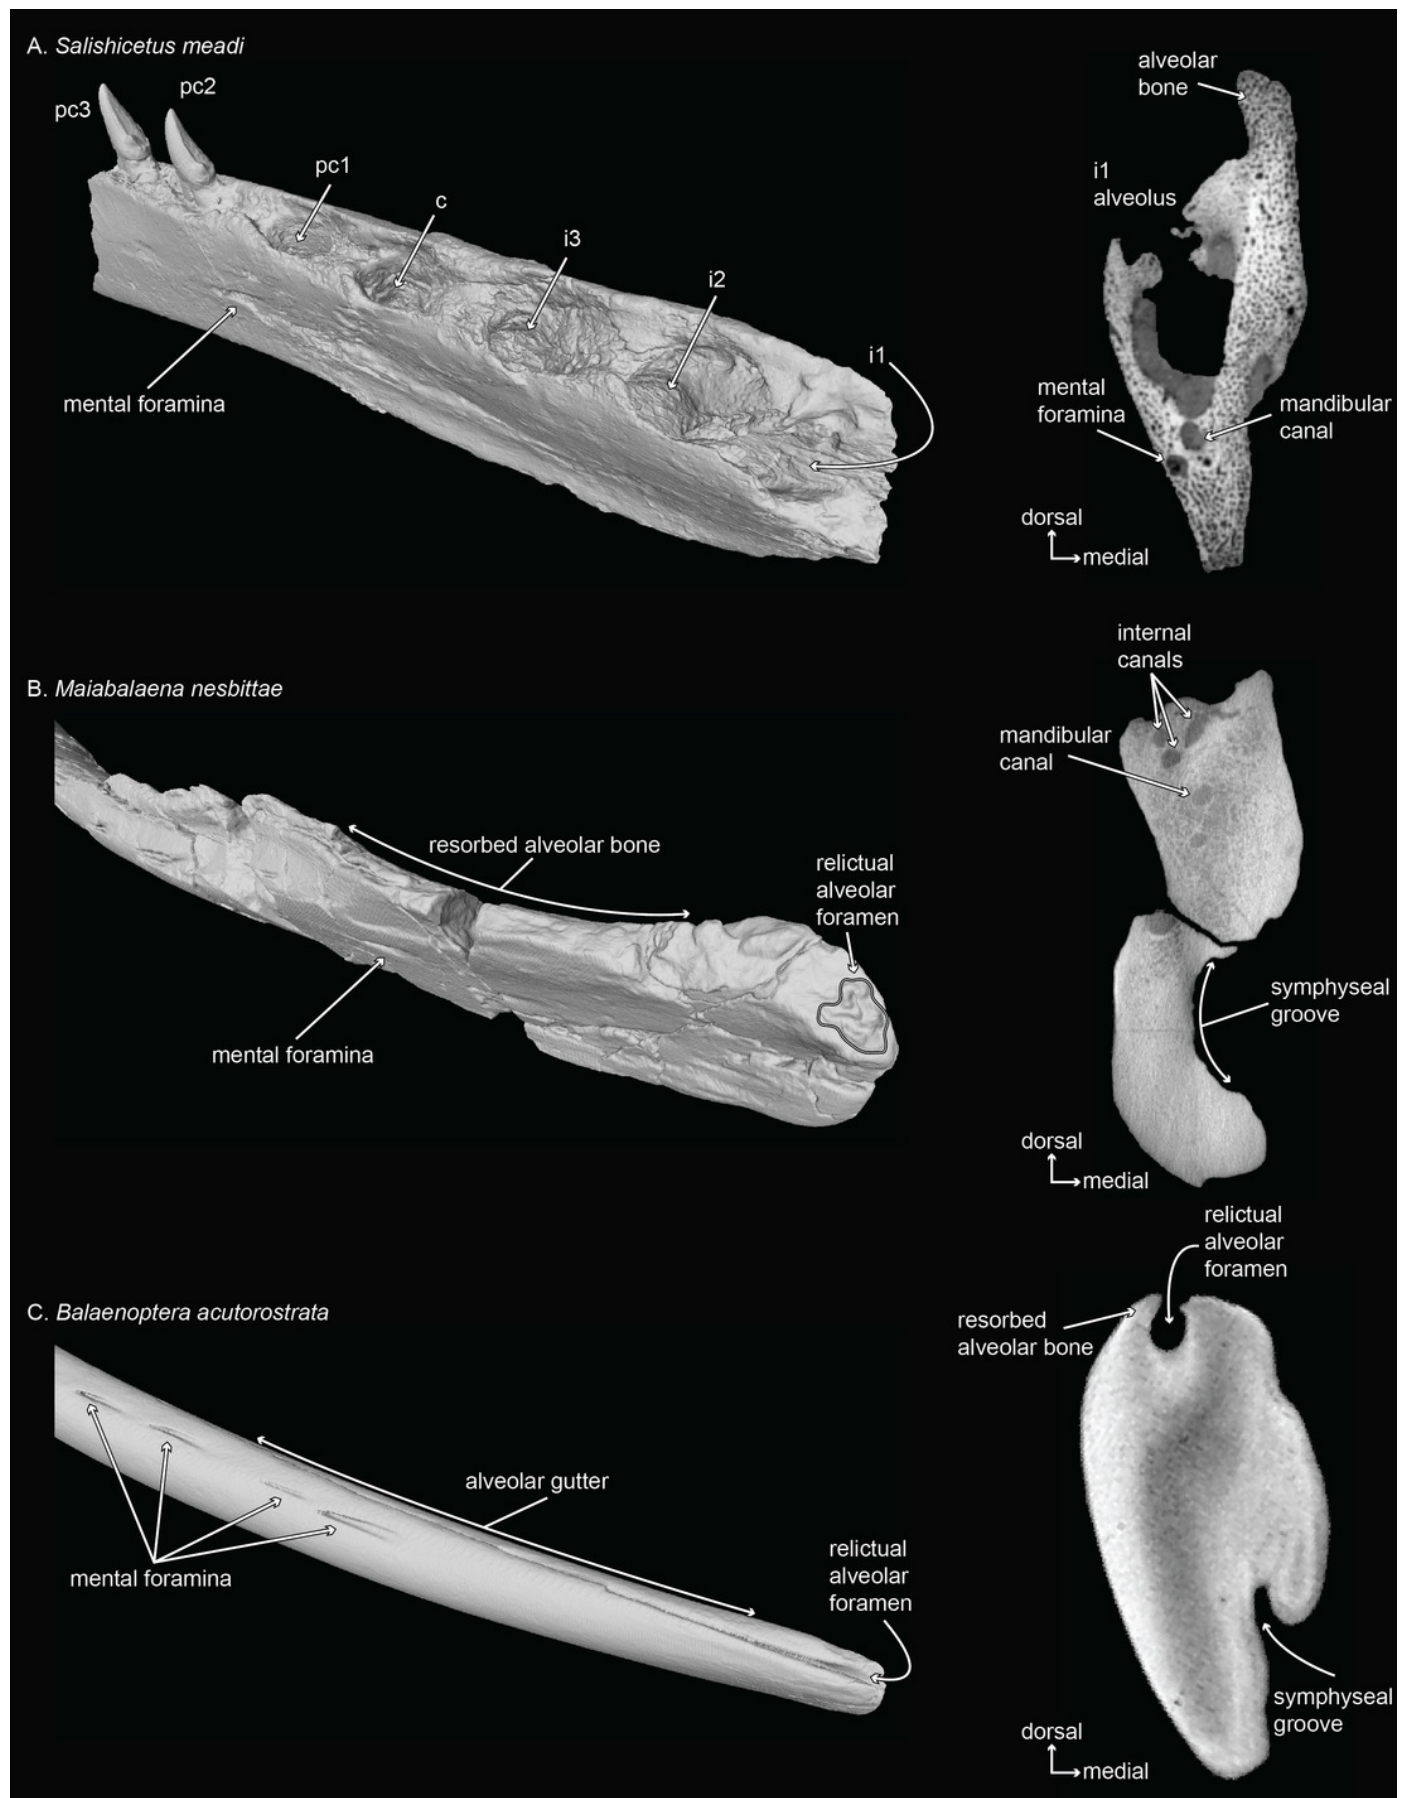 A. Salishicetus meadi
pc3
pc2
pc1
c
i3
i2
i1
mental foramina
alveolar
bone
i1
alveolus
mental
foramina
mandibular
canal
dorsal
medial
B. Maiabalaena nesbittae
resorbed alveolar bone
relictual
alveolar
foramen
mental foramina
internal
canals
mandibular
canal
symphyseal
groove
dorsal
medial
C. Balaenoptera acutorostrata
mental foramina
alveolar gutter
relictual
alveolar
foramen
relictual
alveolar
foramen
resorbed
alveolar bone
symphyseal
groove
dorsal
medial